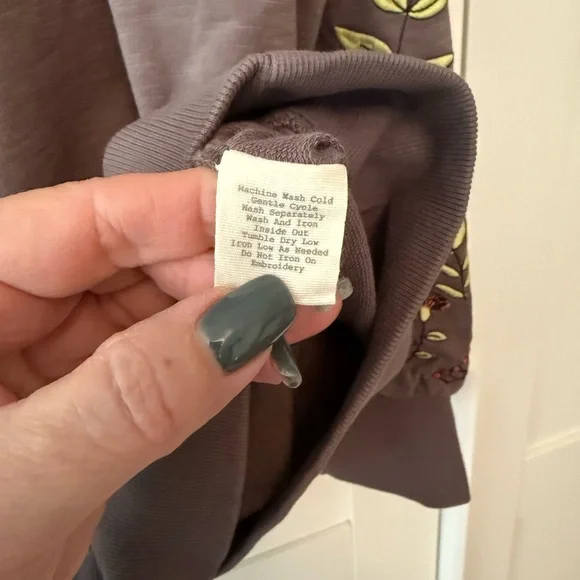 Machine Wash Cold
Gentle Cycle
Wash Separately
Wash And Iron
Inside Out
Tumble Dry Low
Iron Low As Needed
Do Not Iron On
Embroidery